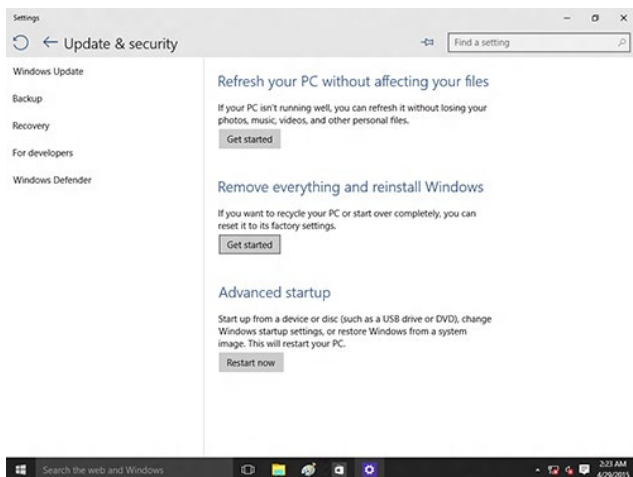 Settings
Update & security
Find a setting
Windows Update
Backup
Recovery
For developers
Windows Defender
Refresh your PC without affecting your files
If your PC isn't running well, you can refresh it without losing your
photos, music, videos, and other personal files.
Get started
Remove everything and reinstall Windows
If you want to recycle your PC or start over completely, you can
reset it to its factory settings.
Get started
Advanced startup
Start up from a device or disc (such as a USB drive or DVD), change
Windows startup settings, or restore Windows from a system
image. This will restart your PC.
Restart now
Search the web and Windows
2:23 AM
4/29/2015